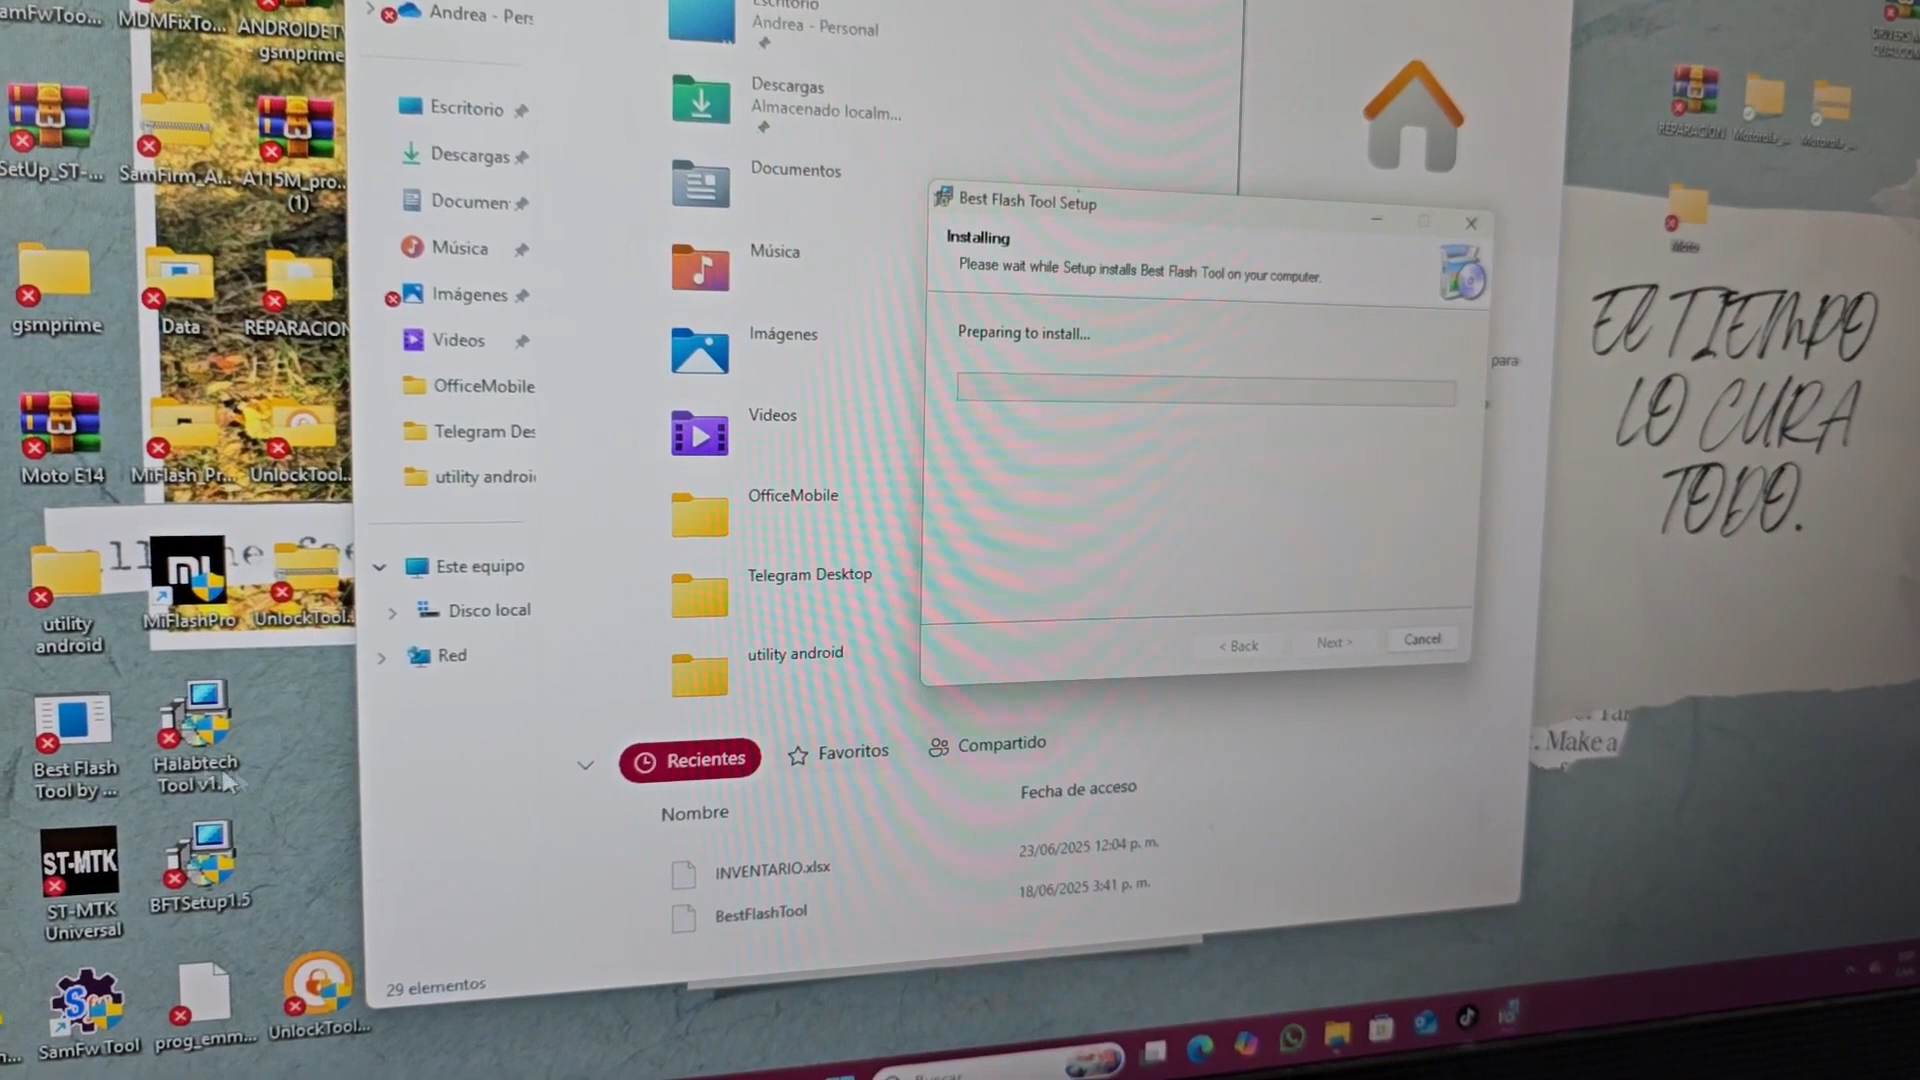 MDMFixTo...
ANDROIDET
gsmprime
SetUp_ST-...
SamFirm_A...
A115M_pro...
(1)
gsmprime
Data
REPARACION
Moto E14
MiFlash_Pr...
UnlockTool...
utility
android
MiFlashPro
UnlockTool...
Best Flash
Tool by ...
Halabtech
Tool v1...
ST-MTK
ST-MTK
Universal
BFTSetup1.5
SamFw Tool
prog_emm...
UnlockTool...
Andrea - Pers
Escritorio
Descargas
Documen
Música
Imágenes
Videos
OfficeMobile
Telegram Des
utility androi
Este equipo
Disco local
Red
29 elementos
Escritorio
Andrea - Personal
Descargas
Almacenado localm...
Documentos
Música
Imágenes
Videos
OfficeMobile
Telegram Desktop
utility android
Recientes
Favoritos
Compartido
Nombre
Fecha de acceso
INVENTARIO.xlsx
23/06/2025 12:04 p. m.
BestFlashTool
18/06/2025 3:41 p. m.
Best Flash Tool Setup
Installing
Please wait while Setup installs Best Flash Tool on your computer.
Preparing to install...
< Back
Next >
Cancel
para
REPARACION
Moto
EL TIEMPO
LO CURA
TODO.
. Make a
Buscar